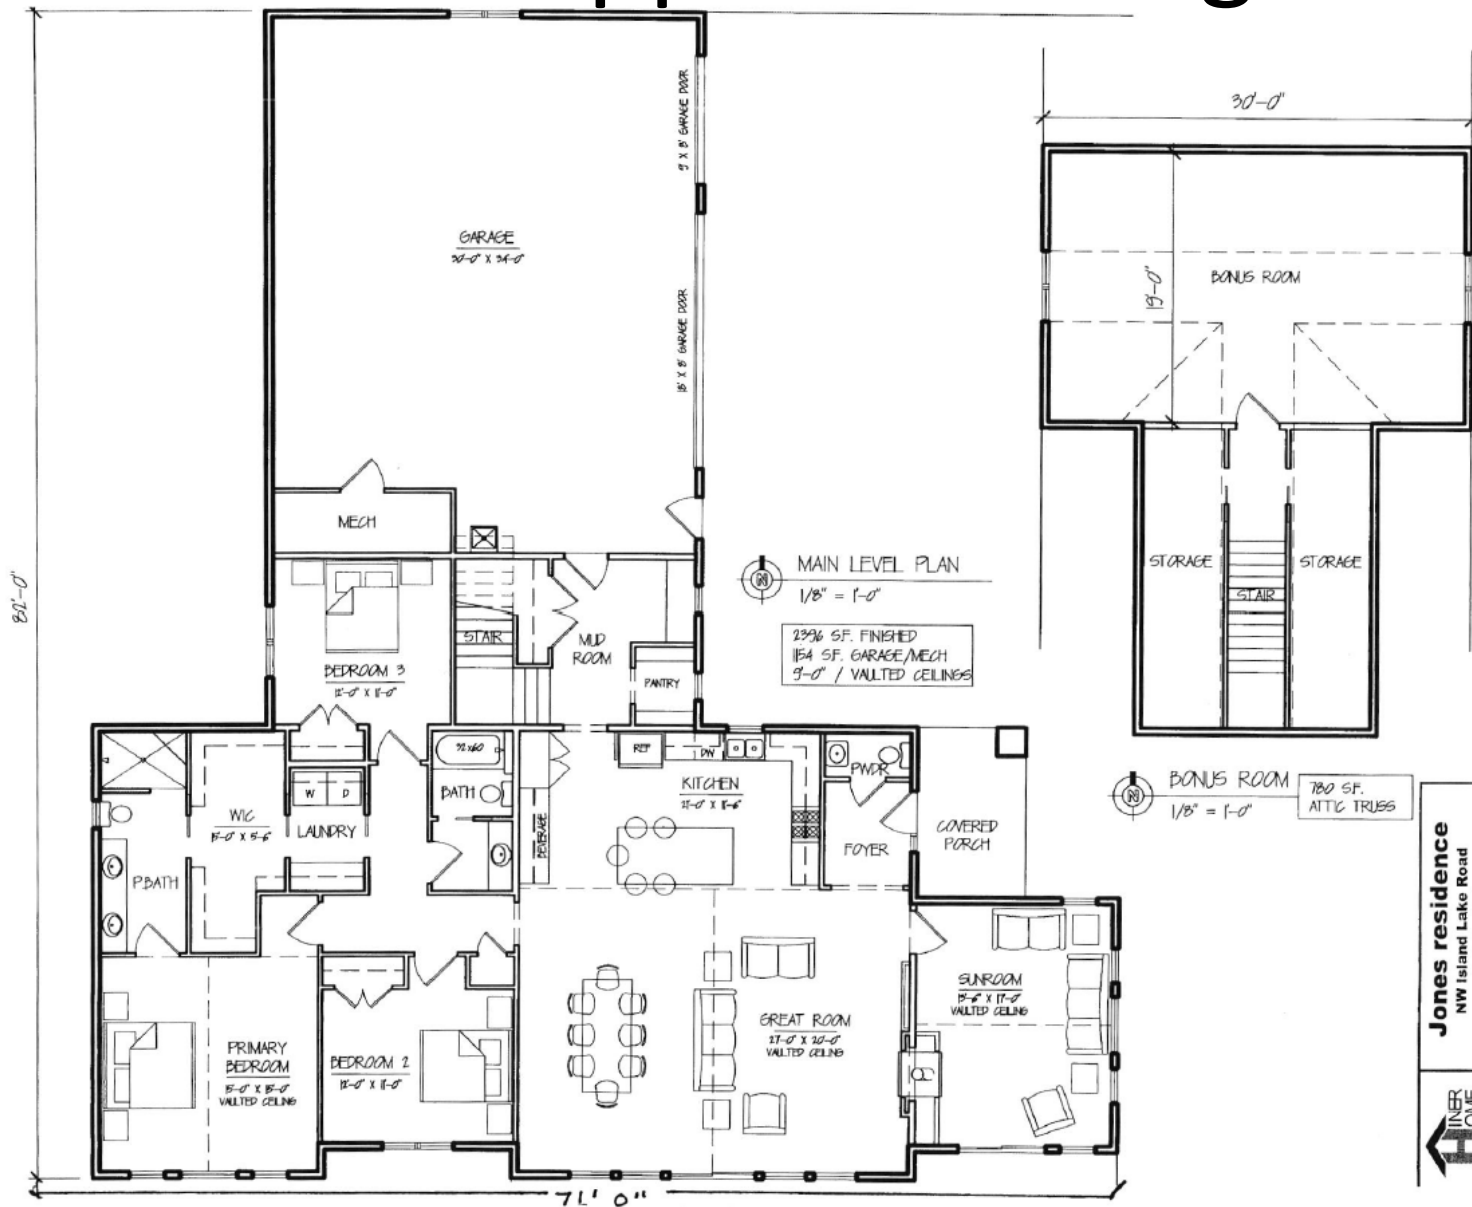 30'-0"
9' X 8' GARAGE DOOR
GARAGE
30'-0" X 34'-0"
18' X 8' GARAGE DOOR
BONUS ROOM
19'-0"
MECH
MAIN LEVEL PLAN
N
1/8" = 1'-0"
82'-0"
STORAGE
STORAGE
STAIR
STAIR
MUD
ROOM
2396 S.F. FINISHED
1154 S.F. GARAGE/MECH
9'-0" / VAULTED CEILINGS
BEDROOM 3
12'-0" X 11'-0"
PANTRY
32x60
REF
DW
KITCHEN
PWDR
BONUS ROOM
N
1/8" = 1'-0"
780 S.F.
ATTIC TRUSS
W
D
BATH
WIC
LAUNDRY
BEVERAGE
FOYER
COVERED
PORCH
P.BATH
Jones residence
NW Island Lake Road
SUNROOM
VAULTED CEILING
GREAT ROOM
27'-0" X 20'-0"
VAULTED CEILING
PRIMARY
BEDROOM
15'-0" X 15'-0"
VAULTED CEILING
BEDROOM 2
12'-0" X 11'-0"
71' 0"